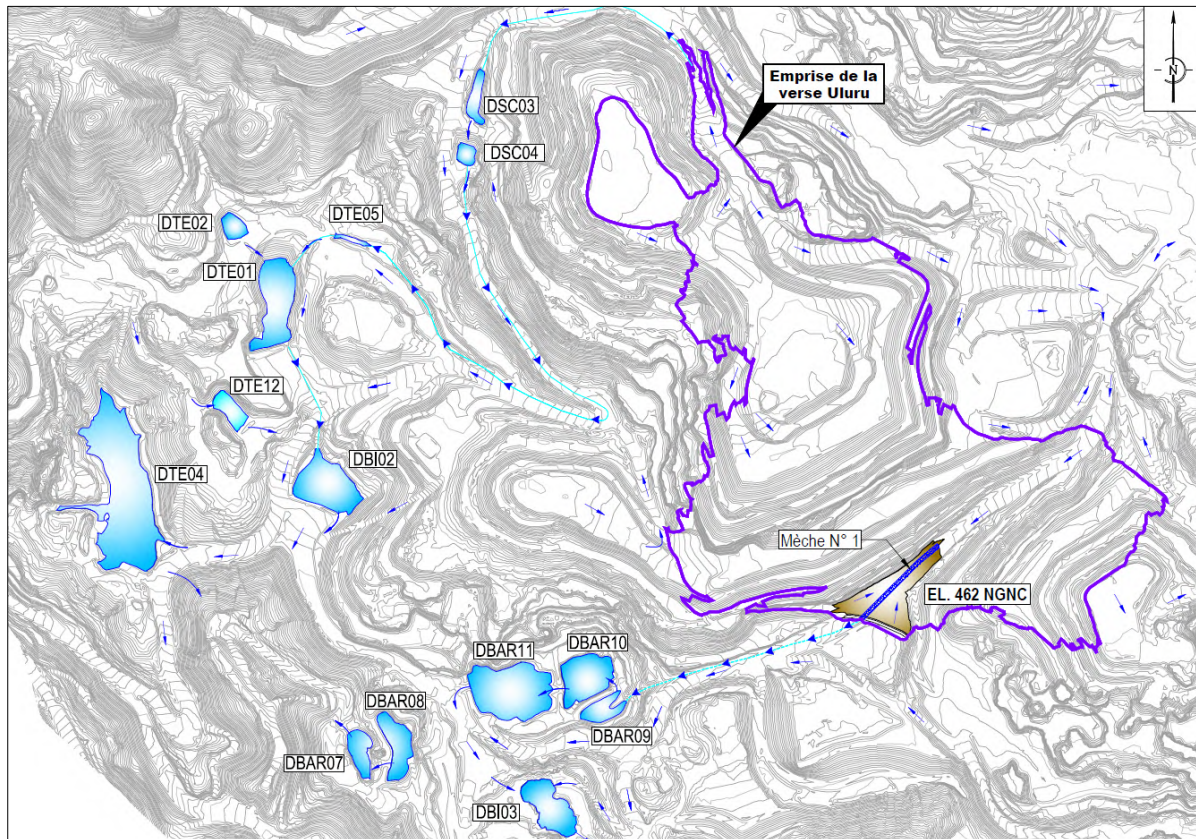 N
Emprise de la
verse Uluru
DSC03
DSC04
DTE02
DTE05
DTE01
DTE12
DTE04
DBI02
Mèche N° 1
EL. 462 NGNC
DBAR10
DBAR11
DBAR08
DBAR09
DBAR07
DBI03